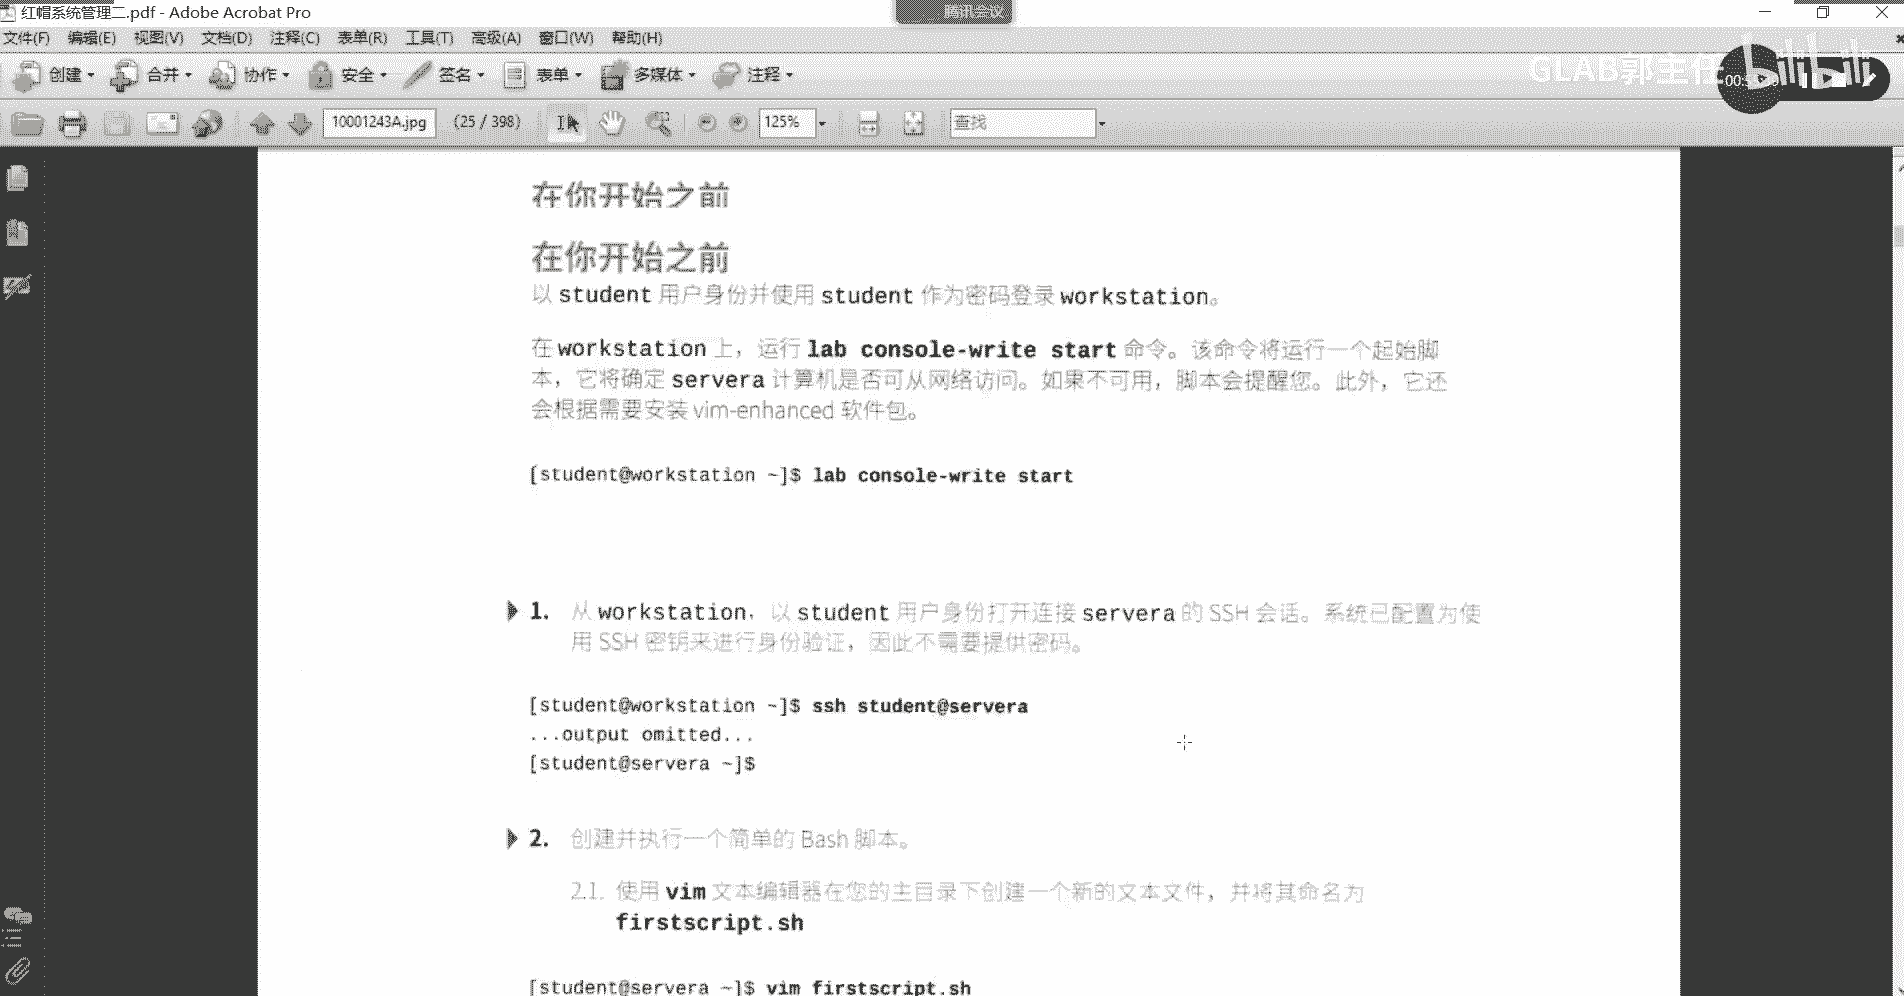 红帽系统管理二.pdf - Adobe Acrobat Pro
腾讯会议
文件(F) 编辑(E) 视图(V) 文档(D) 注释(C) 表单(R) 工具(T) 高级(A) 窗口(W) 帮助(H)
创建 合并 协作 安全 签名 表单 多媒体 注释
GLAB郭主任 bilibili
10001243A.jpg (25 / 398) 125% 查找
在你开始之前
在你开始之前
以 student 用户身份并使用 student 作为密码登录 workstation。
在 workstation 上，运行 lab console-write start 命令。该命令将运行一个起始脚
本，它将确定 servera 计算机是否可从网络访问。如果不可用，脚本会提醒您。此外，它还
会根据需要安装 vim-enhanced 软件包。
[student@workstation ~]$ lab console-write start
1. 从 workstation，以 student 用户身份打开连接 servera 的 SSH 会话。系统已配置为使
用 SSH 密钥来进行身份验证，因此不需要提供密码。
[student@workstation ~]$ ssh student@servera
...output omitted...
[student@servera ~]$
2. 创建并执行一个简单的 Bash 脚本。
2.1. 使用 vim 文本编辑器在您的主目录下创建一个新的文本文件，并将其命名为
firstscript.sh
[student@servera ~]$ vim firstscript.sh